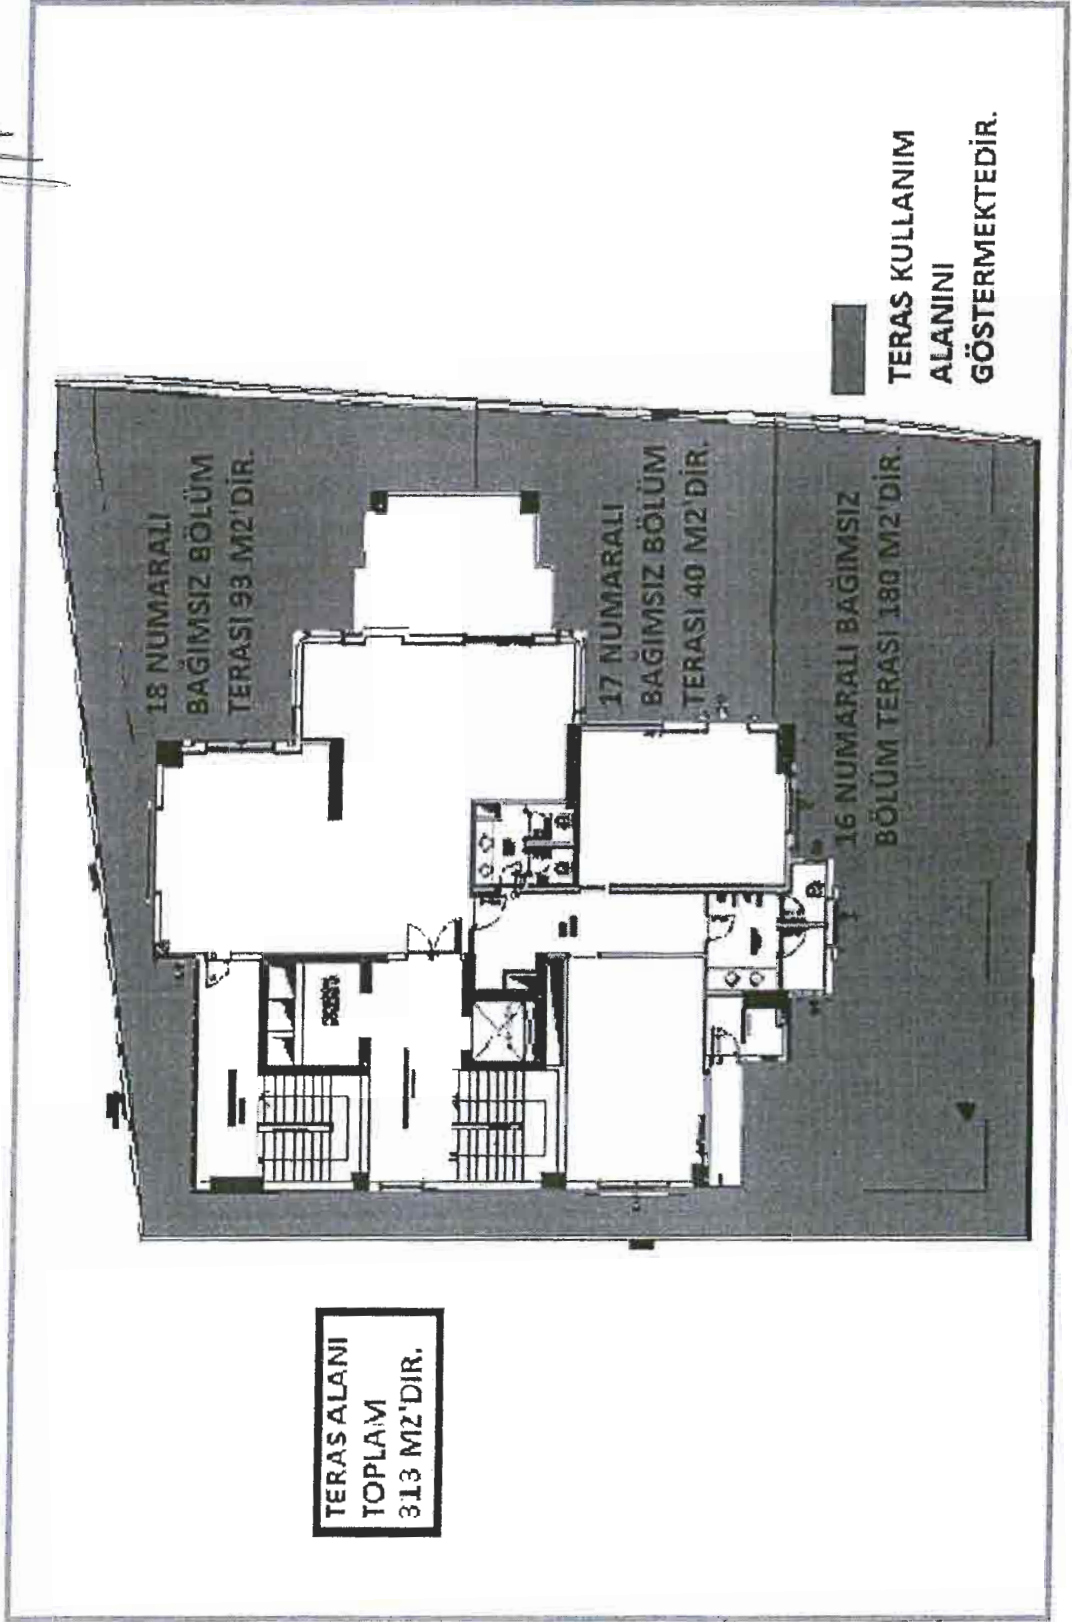 18 NUMARALI
BAĞIMSIZ BÖLÜM
TERASI 93 M2'DİR.
17 NUMARALI
BAĞIMSIZ BÖLÜM
TERASI 40 M2'DİR.
16 NUMARALI BAĞIMSIZ
BÖLÜM TERASI 180 M2'DİR.
TERAS ALANI
TOPLAM
313 M2'DİR.
TERAS KULLANIM
ALANINI
GÖSTERMEKTEDİR.